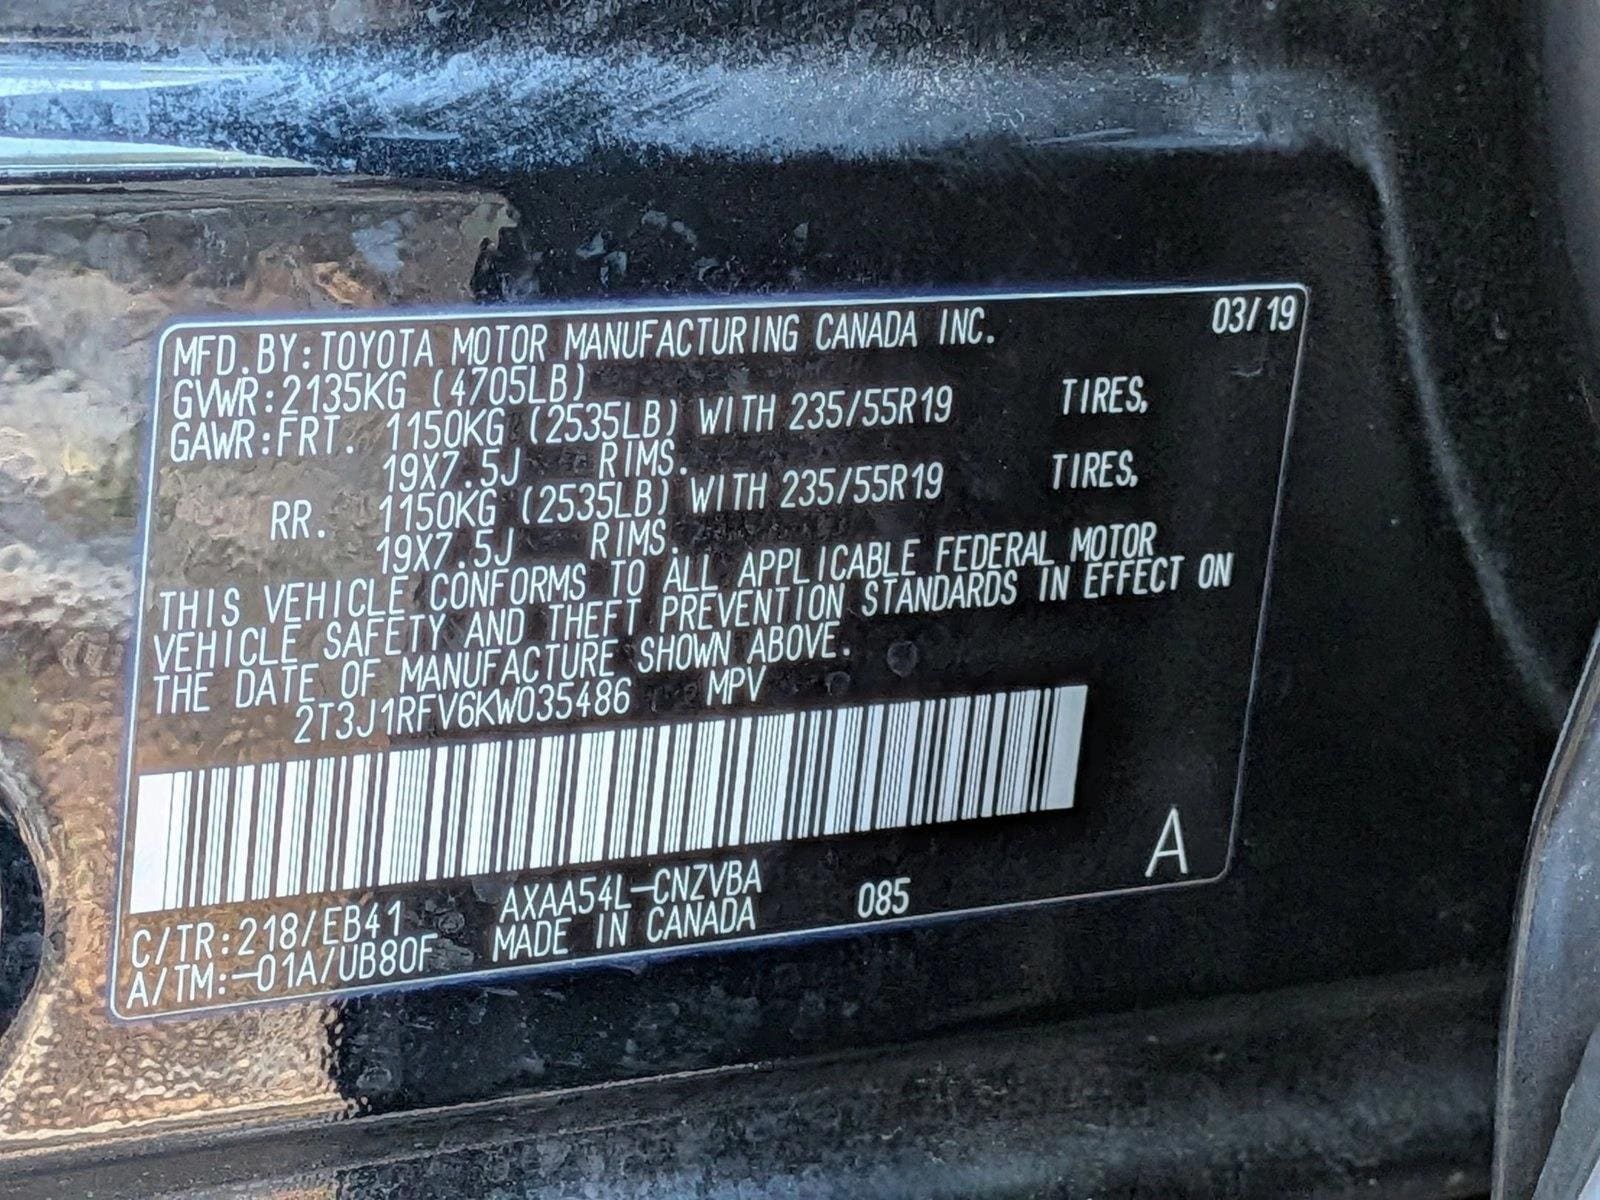 MFD.BY:TOYOTA MOTOR MANUFACTURING CANADA INC. 03/19
GVWR:2135KG (4705LB)
GAWR:FRT. 1150KG (2535LB) WITH 235/55R19 TIRES,
19X7.5J RIMS.
RR. 1150KG (2535LB) WITH 235/55R19 TIRES,
19X7.5J RIMS.
THIS VEHICLE CONFORMS TO ALL APPLICABLE FEDERAL MOTOR
VEHICLE SAFETY AND THEFT PREVENTION STANDARDS IN EFFECT ON
THE DATE OF MANUFACTURE SHOWN ABOVE.
2T3J1RFV6KW035486 MPV
A
C/TR:218/EB41 AXAA54L-CNZVBA 085
A/TM:-01A/UB80F MADE IN CANADA